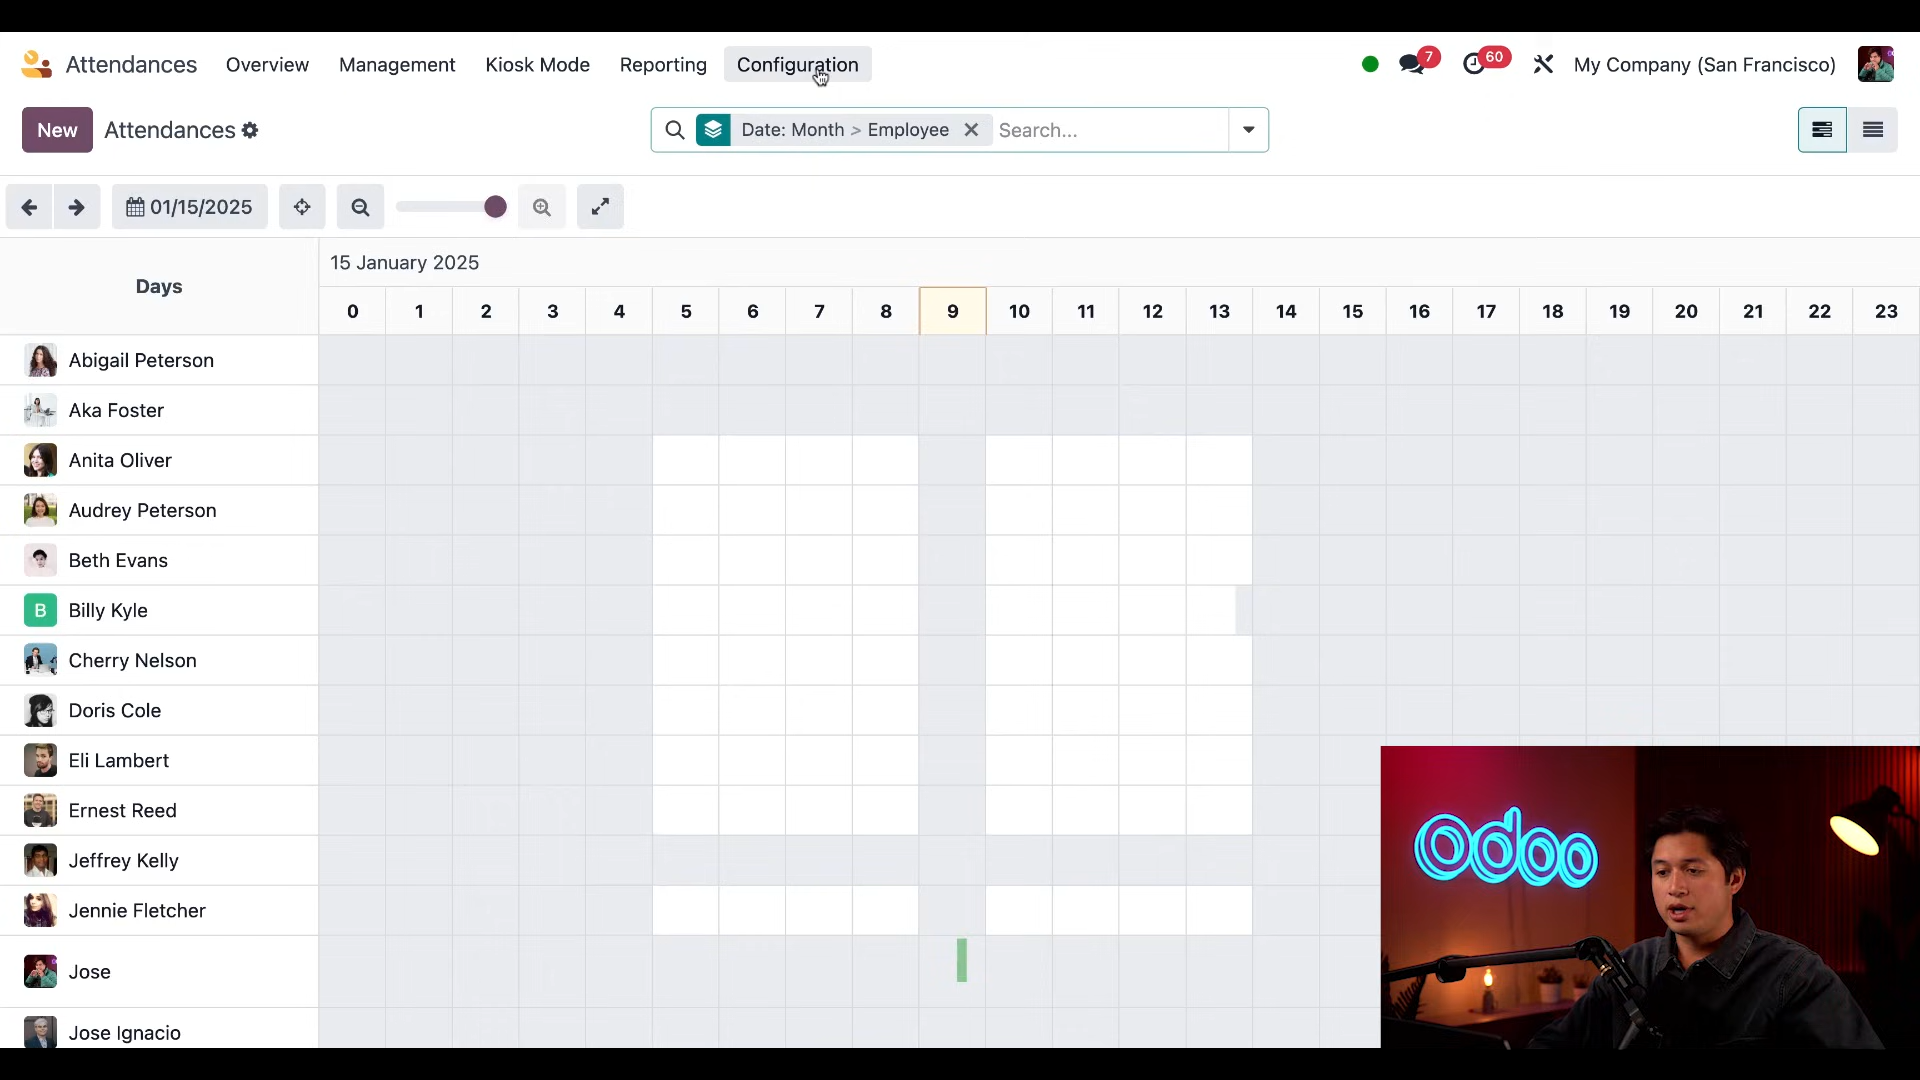 Attendances Overview Management Kiosk Mode Reporting Configuration 7 60 My Company (San Francisco)
New Attendances Date: Month > Employee Search...
01/15/2025
Days 15 January 2025
0 1 2 3 4 5 6 7 8 9 10 11 12 13 14 15 16 17 18 19 20 21 22 23
Abigail Peterson
Aka Foster
Anita Oliver
Audrey Peterson
Beth Evans
B Billy Kyle
Cherry Nelson
Doris Cole
Eli Lambert
Ernest Reed
Jeffrey Kelly
Jennie Fletcher
Jose
Jose Ignacio
odoo